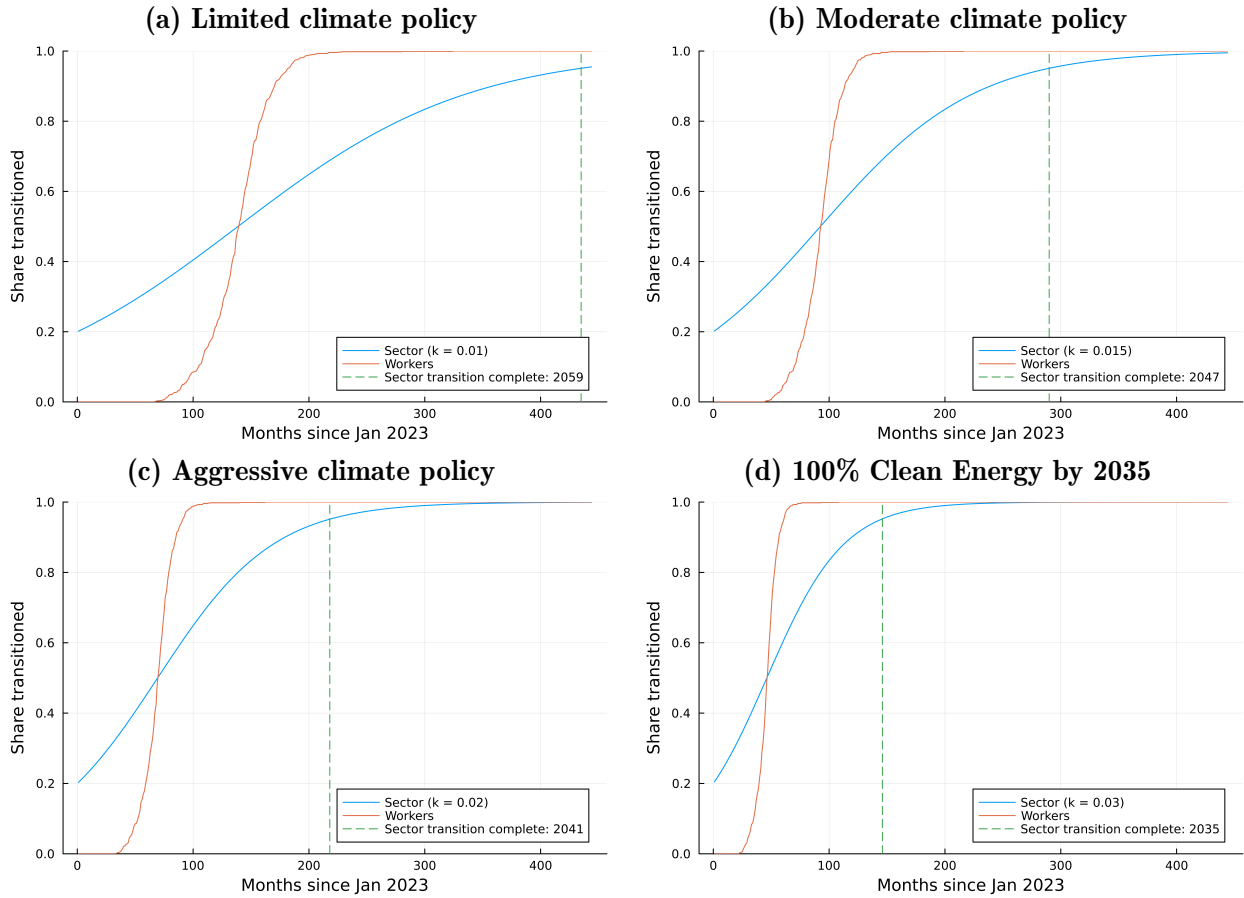 (a) Limited climate policy
Share transitioned
1.0
0.8
0.6
0.4
0.2
0.0
0 100 200 300 400
Months since Jan 2023
Sector (k = 0.01)
Workers
Sector transition complete: 2059
(b) Moderate climate policy
Share transitioned
1.0
0.8
0.6
0.4
0.2
0.0
0 100 200 300 400
Months since Jan 2023
Sector (k = 0.015)
Workers
Sector transition complete: 2047
(c) Aggressive climate policy
Share transitioned
1.0
0.8
0.6
0.4
0.2
0.0
0 100 200 300 400
Months since Jan 2023
Sector (k = 0.02)
Workers
Sector transition complete: 2041
(d) 100% Clean Energy by 2035
Share transitioned
1.0
0.8
0.6
0.4
0.2
0.0
0 100 200 300 400
Months since Jan 2023
Sector (k = 0.03)
Workers
Sector transition complete: 2035